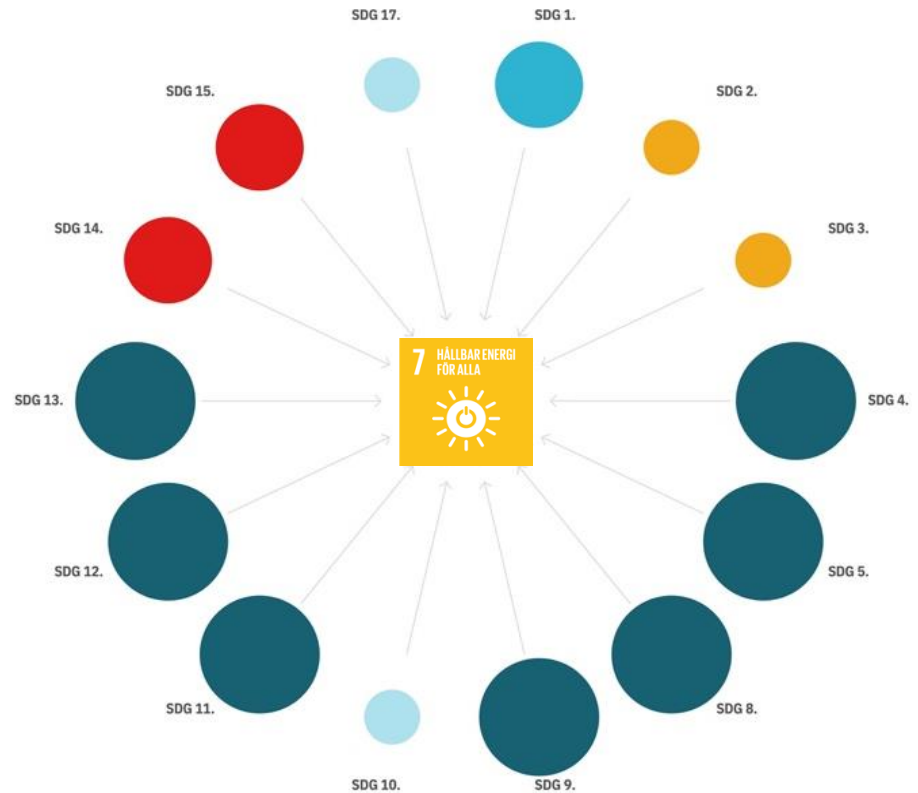 SDG 17.
SDG 1.
SDG 15.
SDG 2.
SDG 14.
SDG 3.
7 HÅLLBAR ENERGI
FÖR ALLA
SDG 13.
SDG 4.
SDG 12.
SDG 5.
SDG 11.
SDG 8.
SDG 10.
SDG 9.